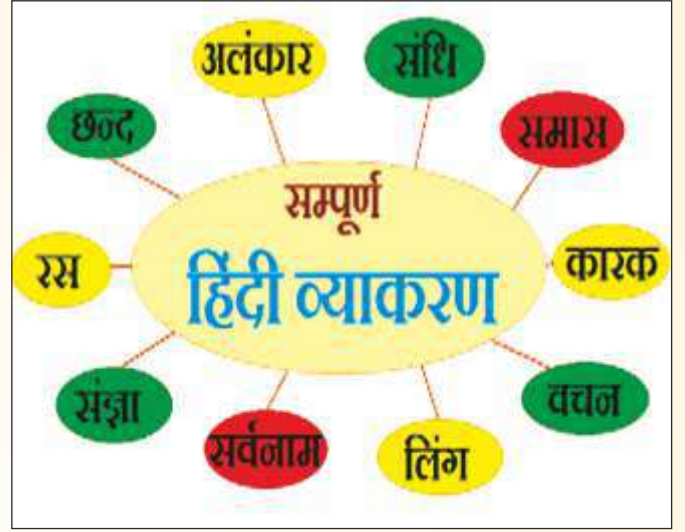 अलंकार
संधि
छन्द
समास
सम्पूर्ण
हिंदी व्याकरण
रस
कारक
संज्ञा
वचन
सर्वनाम
लिंग